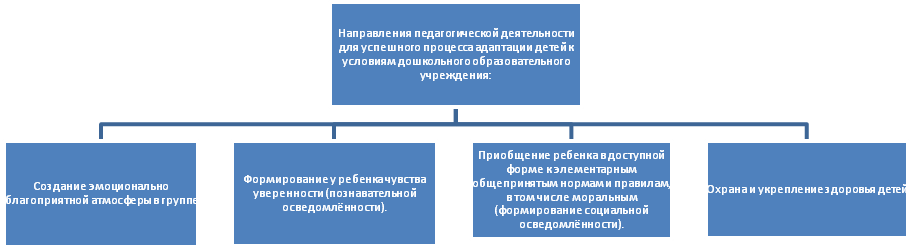 Направления педагогической деятельности
для успешного процесса адаптации детей к
условиям дошкольного образовательного
учреждения:
Создание эмоционально
благоприятной атмосферы в группе
Формирование у ребенка чувства
уверенности (познавательной
осведомлённости).
Приобщение ребенка в доступной
форме к элементарным
общепринятым нормам и правилам,
в том числе моральным
(формирование социальной
осведомлённости).
Охрана и укрепление здоровья детей